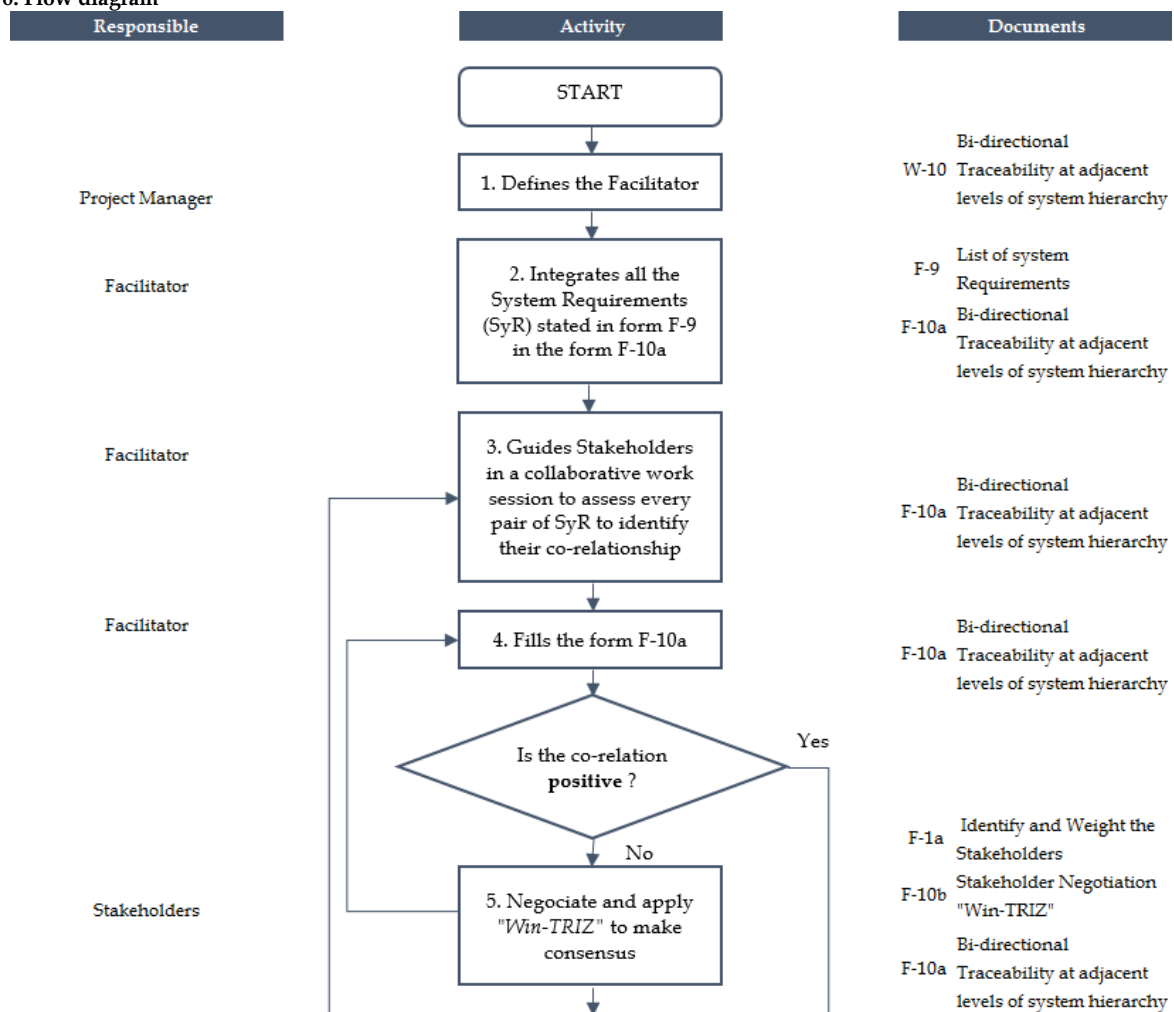 6. Flow diagram
Responsible
Activity
Documents
START
1. Defines the Facilitator
Project Manager
W-10
Bi-directional
Traceability at adjacent
levels of system hierarchy
2. Integrates all the
System Requirements
(SyR) stated in form F-9
in the form F-10a
Facilitator
F-9
List of system
Requirements
F-10a
Bi-directional
Traceability at adjacent
levels of system hierarchy
3. Guides Stakeholders
in a collaborative work
session to assess every
pair of SyR to identify
their co-relationship
Facilitator
F-10a
Bi-directional
Traceability at adjacent
levels of system hierarchy
Facilitator
4. Fills the form F-10a
F-10a
Bi-directional
Traceability at adjacent
levels of system hierarchy
Is the co-relation
positive ?
Yes
No
Stakeholders
5. Negociate and apply
"Win-TRIZ" to make
consensus
F-1a
Identify and Weight the
Stakeholders
F-10b
Stakeholder Negotiation
"Win-TRIZ"
F-10a
Bi-directional
Traceability at adjacent
levels of system hierarchy